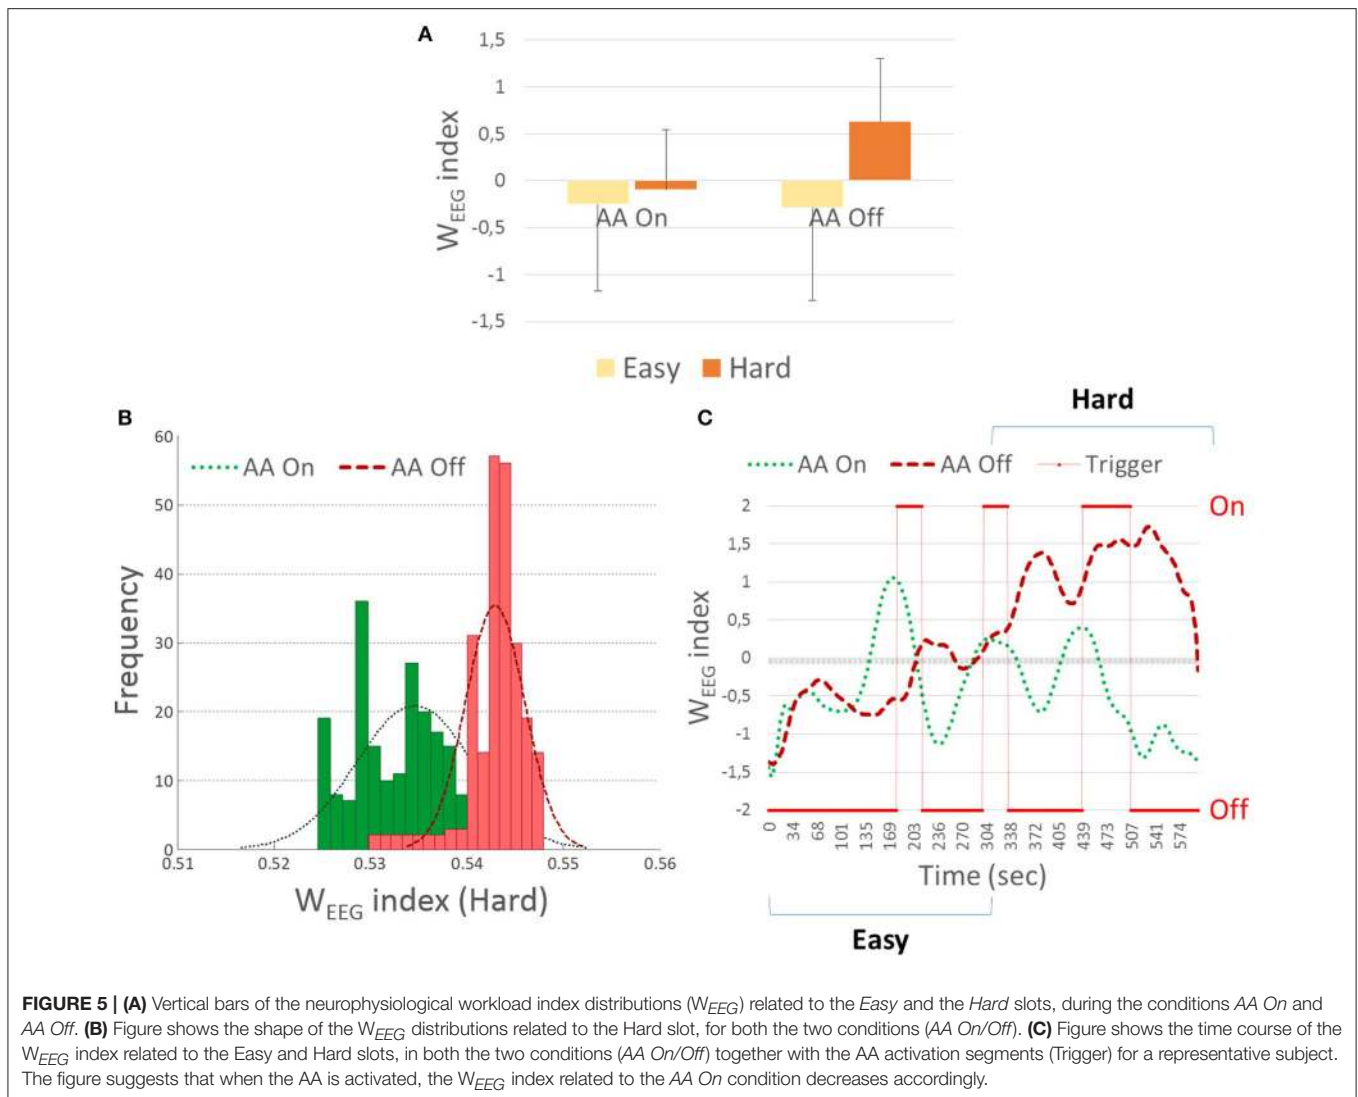 A
1,5
1
0,5
0
-0,5
-1
-1,5
W_EEG index
AA On
AA Off
Easy Hard
B
60
50
40
30
20
10
0
Frequency
AA On AA Off
0.51 0.52 0.53 0.54 0.55 0.56
W_EEG index (Hard)
C
Hard
AA On AA Off Trigger
2
1,5
1
0,5
0
-0,5
-1
-1,5
-2
W_EEG index
On
Off
0 34 68 101 135 169 203 236 270 304 338 372 405 439 473 507 541 574
Time (sec)
Easy
FIGURE 5 | (A) Vertical bars of the neurophysiological workload index distributions (W_EEG) related to the Easy and the Hard slots, during the conditions AA On and
AA Off. (B) Figure shows the shape of the W_EEG distributions related to the Hard slot, for both the two conditions (AA On/Off). (C) Figure shows the time course of the
W_EEG index related to the Easy and Hard slots, in both the two conditions (AA On/Off) together with the AA activation segments (Trigger) for a representative subject.
The figure suggests that when the AA is activated, the W_EEG index related to the AA On condition decreases accordingly.